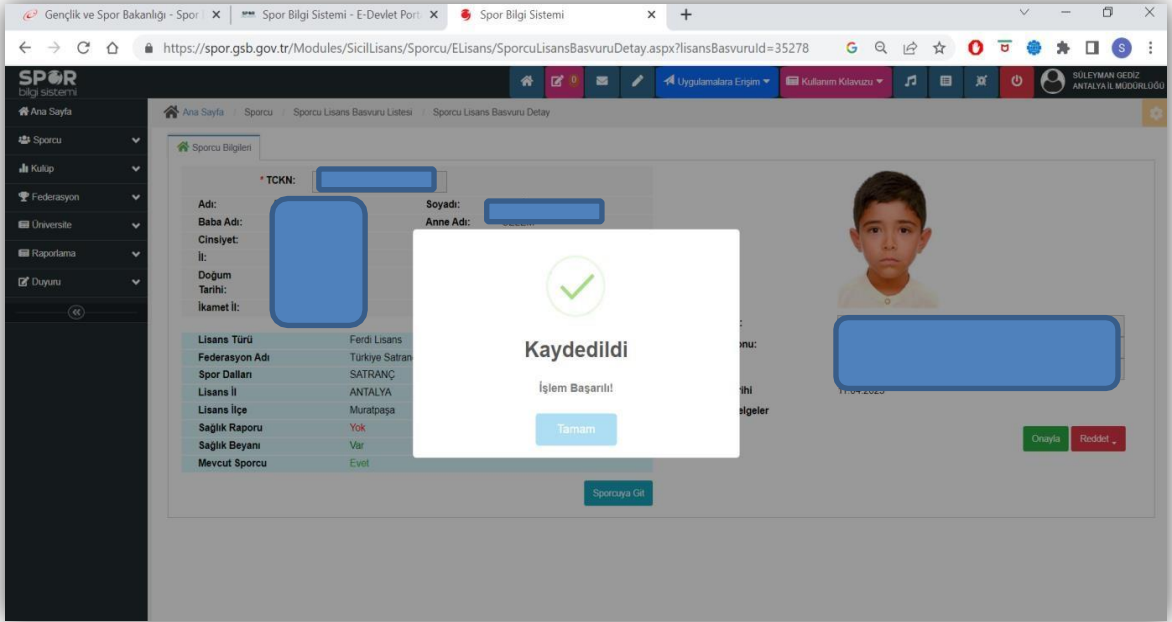 Gençlik ve Spor Bakanlığı - Spor
Spor Bilgi Sistemi - E-Devlet Port
Spor Bilgi Sistemi
https://spor.gsb.gov.tr/Modules/SicilLisans/Sporcu/ELisans/SporcuLisansBasvuruDetay.aspx?lisansBasvuruId=35278
SPOR
bilgi sistemi
0
Uygulamalara Erişim
Kullanım Kılavuzu
SÜLEYMAN GEDİZ
ANTALYA İL MÜDÜRLÜĞÜ
Ana Sayfa
Sporcu
Kulüp
Federasyon
Üniversite
Raporlama
Duyuru
Ana Sayfa / Sporcu / Sporcu Lisans Basvuru Listesi / Sporcu Lisans Basvuru Detay
Sporcu Bilgileri
* TCKN:
Adı: Soyadı:
Baba Adı: Anne Adı:
Cinsiyet:
İl:
Doğum
Tarihi:
İkamet İl:
Lisans Türü Ferdi Lisans
Federasyon Adı Türkiye Satran
Spor Dalları SATRANÇ
Lisans İl ANTALYA
Lisans İlçe Muratpaşa
Sağlık Raporu Yok
Sağlık Beyanı Var
Mevcut Sporcu Evet
Kaydedildi
İşlem Başarılı!
Tamam
Onayla
Reddet
Sporcuya Git